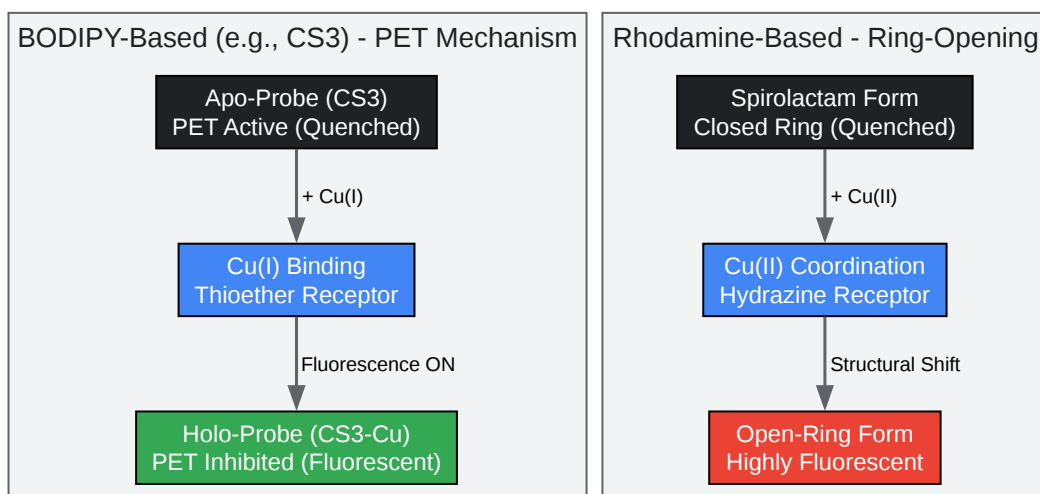 BODIPY-Based (e.g., CS3) - PET Mechanism
Apo-Probe (CS3)
PET Active (Quenched)
+ Cu(I)
Cu(I) Binding
Thioether Receptor
Fluorescence ON
Holo-Probe (CS3-Cu)
PET Inhibited (Fluorescent)
Rhodamine-Based - Ring-Opening
Spirolactam Form
Closed Ring (Quenched)
+ Cu(II)
Cu(II) Coordination
Hydrazine Receptor
Structural Shift
Open-Ring Form
Highly Fluorescent